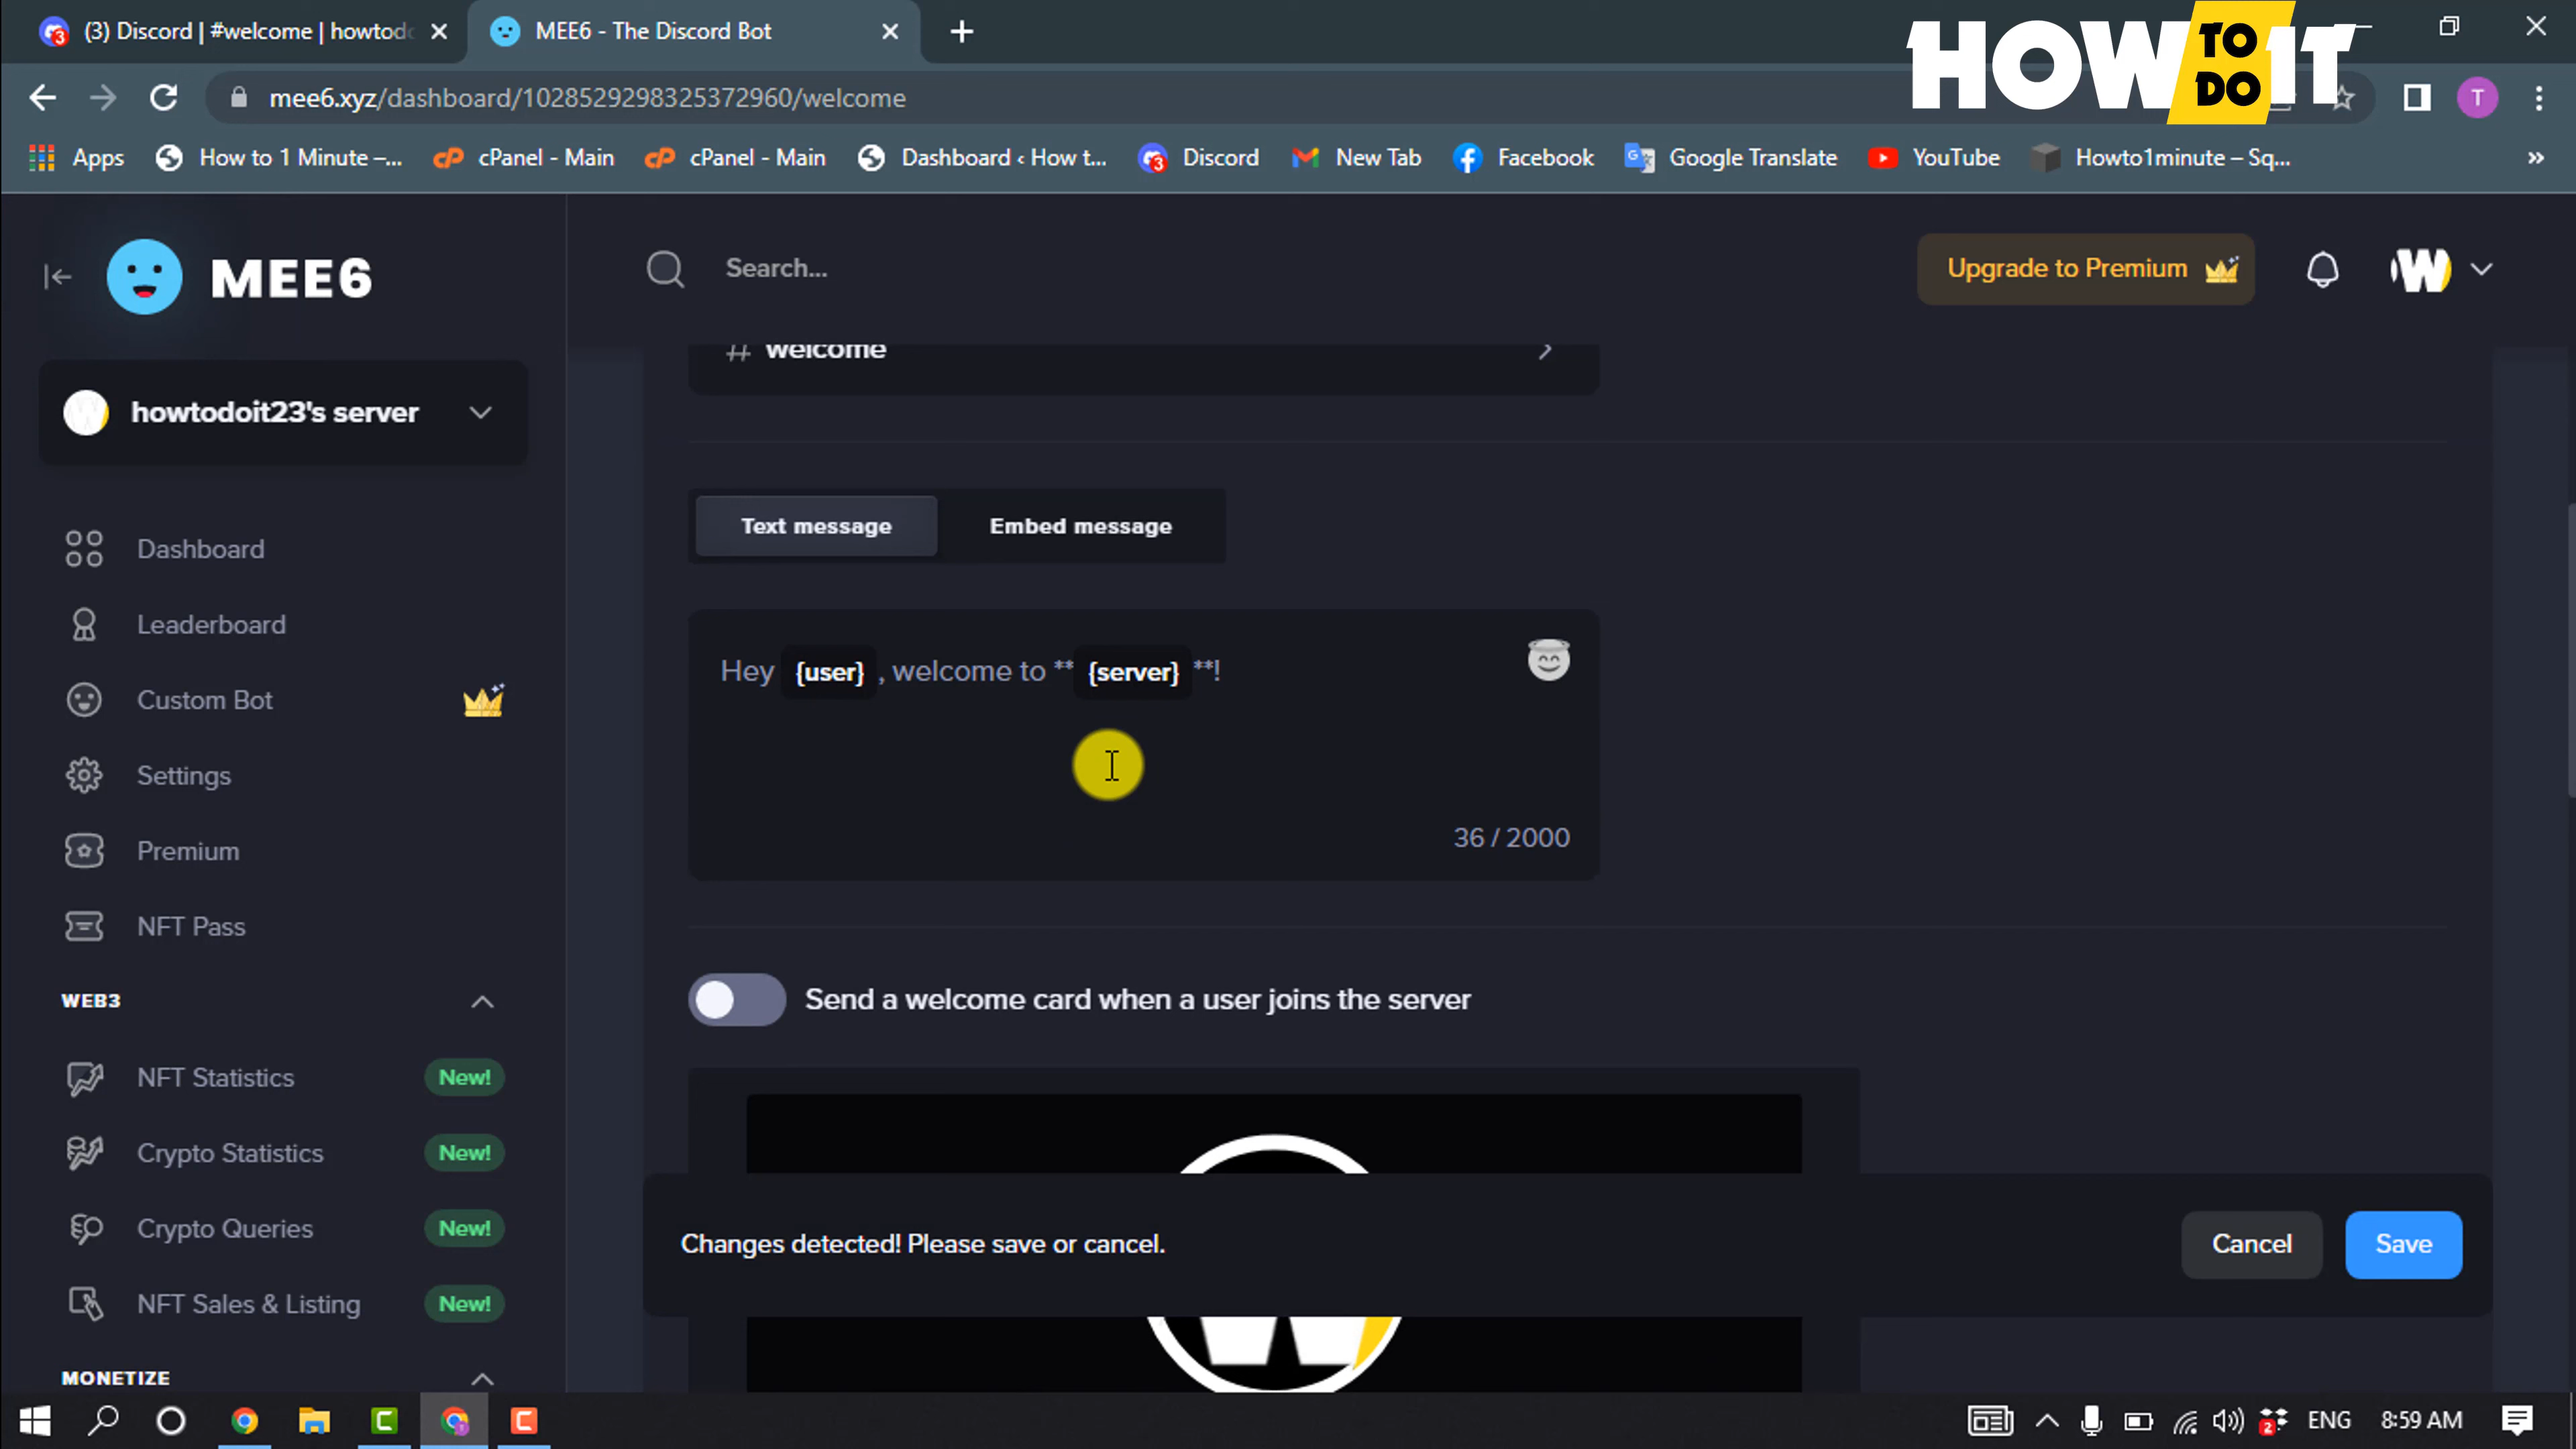 (3) Discord | #welcome | howtodo
MEE6 - The Discord Bot
HOW TO DO IT
mee6.xyz/dashboard/1028529298325372960/welcome
T
Apps
How to 1 Minute –...
cPanel - Main
cPanel - Main
Dashboard ‹ How t...
Discord
New Tab
Facebook
Google Translate
YouTube
Howto1minute – Sq...
»
MEE6
Search...
Upgrade to Premium
W
howtodoit23's server
# welcome
Text message
Embed message
Dashboard
Leaderboard
Custom Bot
Settings
Premium
NFT Pass
Hey {user} , welcome to ** {server} **!
36 / 2000
Send a welcome card when a user joins the server
WEB3
NFT Statistics New!
Crypto Statistics New!
Crypto Queries New!
NFT Sales & Listing New!
MONETIZE
Changes detected! Please save or cancel.
Cancel
Save
2
ENG
8:59 AM